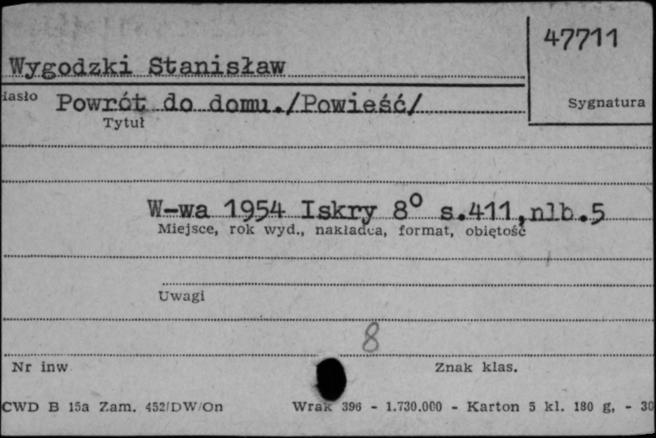 47711
Wygodzki Stanisław
iasło Powrót do domu./Powieść/
Sygnatura
Tytuł
W-wa 1954 Iskry 8° s.411,nlb.5
Miejsce, rok wyd., nakładca, format, obiętość
Uwagi
8
Nr inw
Znak klas.
CWD B 15a Zam. 452/DW/On Wrak 396 - 1.730.000 - Karton 5 kl. 180 g, - 30